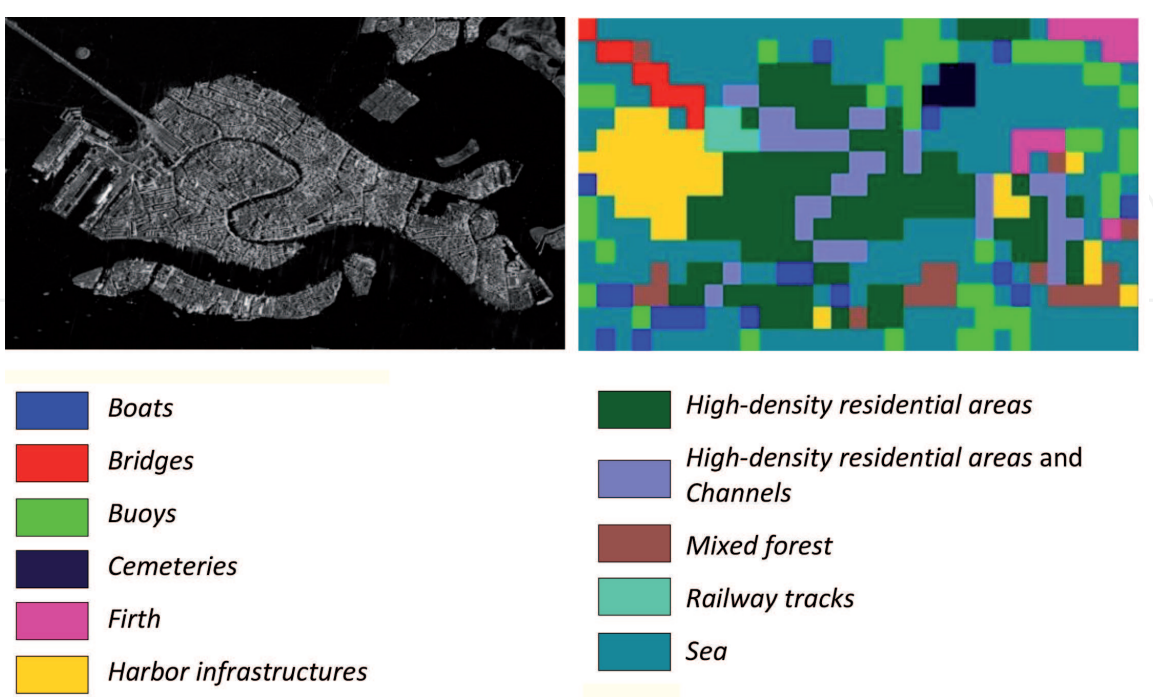 Boats
Bridges
Buoys
Cemeteries
Firth
Harbor infrastructures
High-density residential areas
High-density residential areas and
Channels
Mixed forest
Railway tracks
Sea